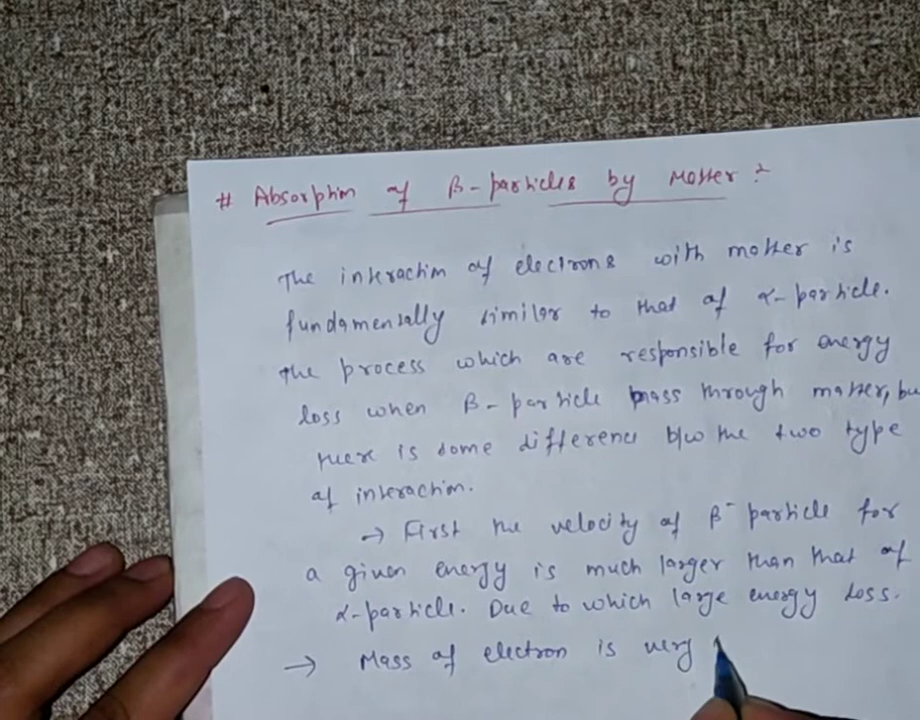 # Absorption of β-particles by Matter?
The interaction of electrons with matter is
fundamentally similar to that of α-particle.
The process which are responsible for energy
loss when β-particle pass through matter, bu
there is some difference b/w the two type
of interaction.
→ First the velocity of β⁻ particle for
a given energy is much larger than that of
α-particle. Due to which large energy loss.
→ Mass of electron is very